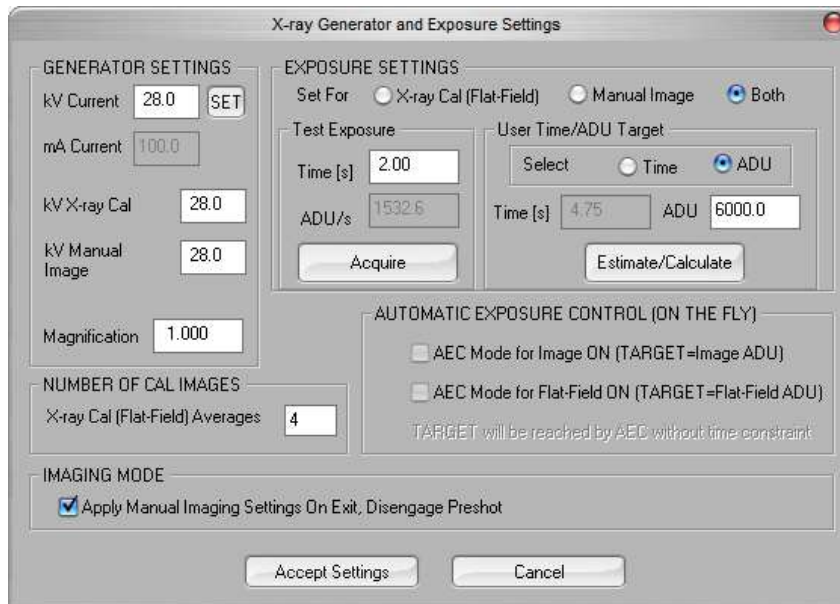 X-ray Generator and Exposure Settings
GENERATOR SETTINGS
kV Current 28.0 SET
mA Current 100.0
kV X-ray Cal 28.0
kV Manual Image 28.0
Magnification 1.000
EXPOSURE SETTINGS
Set For X-ray Cal (Flat-Field) Manual Image Both
Test Exposure
Time [s] 2.00
ADU/s 1532.6
Acquire
User Time/ADU Target
Select Time ADU
Time [s] 4.75 ADU 6000.0
Estimate/Calculate
AUTOMATIC EXPOSURE CONTROL (ON THE FLY)
AEC Mode for Image ON (TARGET=Image ADU)
AEC Mode for Flat-Field ON (TARGET=Flat-Field ADU)
TARGET will be reached by AEC without time constraint
NUMBER OF CAL IMAGES
X-ray Cal (Flat-Field) Averages 4
IMAGING MODE
Apply Manual Imaging Settings On Exit, Disengage Preshot
Accept Settings Cancel